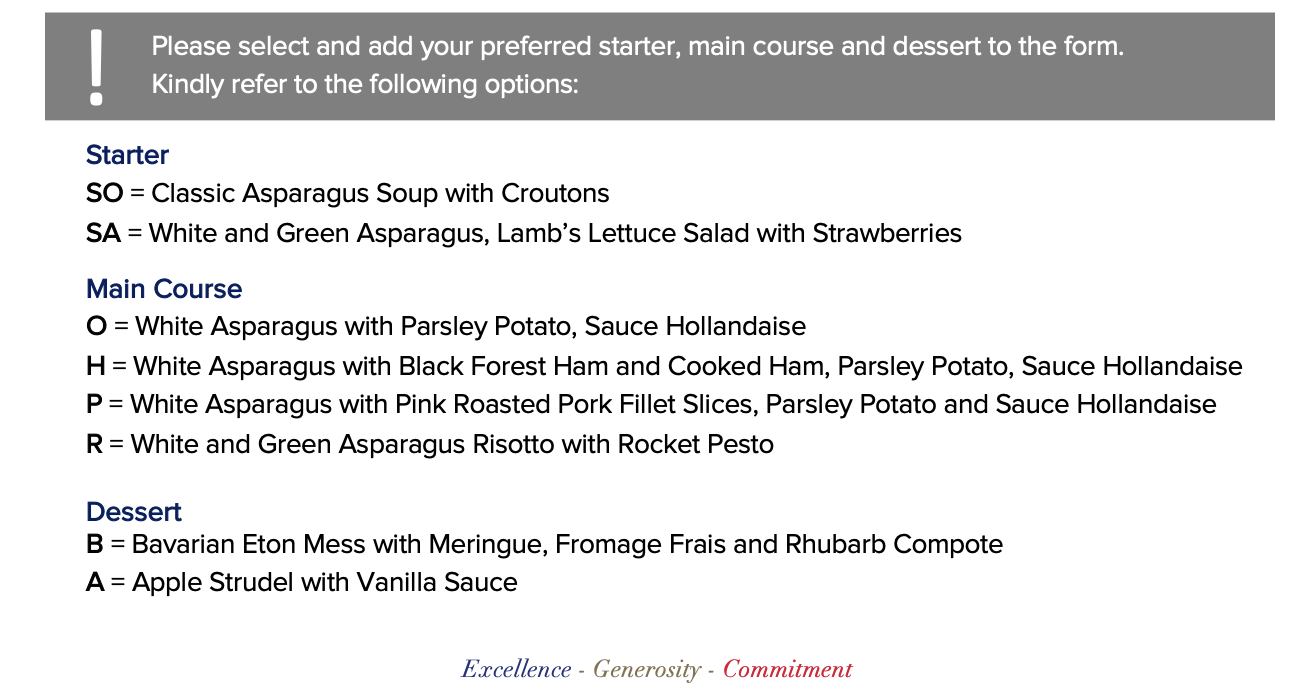 Please select and add your preferred starter, main course and dessert to the form.
Kindly refer to the following options:
Starter
SO = Classic Asparagus Soup with Croutons
SA = White and Green Asparagus, Lamb’s Lettuce Salad with Strawberries
Main Course
O = White Asparagus with Parsley Potato, Sauce Hollandaise
H = White Asparagus with Black Forest Ham and Cooked Ham, Parsley Potato, Sauce Hollandaise
P = White Asparagus with Pink Roasted Pork Fillet Slices, Parsley Potato and Sauce Hollandaise
R = White and Green Asparagus Risotto with Rocket Pesto
Dessert
B = Bavarian Eton Mess with Meringue, Fromage Frais and Rhubarb Compote
A = Apple Strudel with Vanilla Sauce
Excellence - Generosity - Commitment